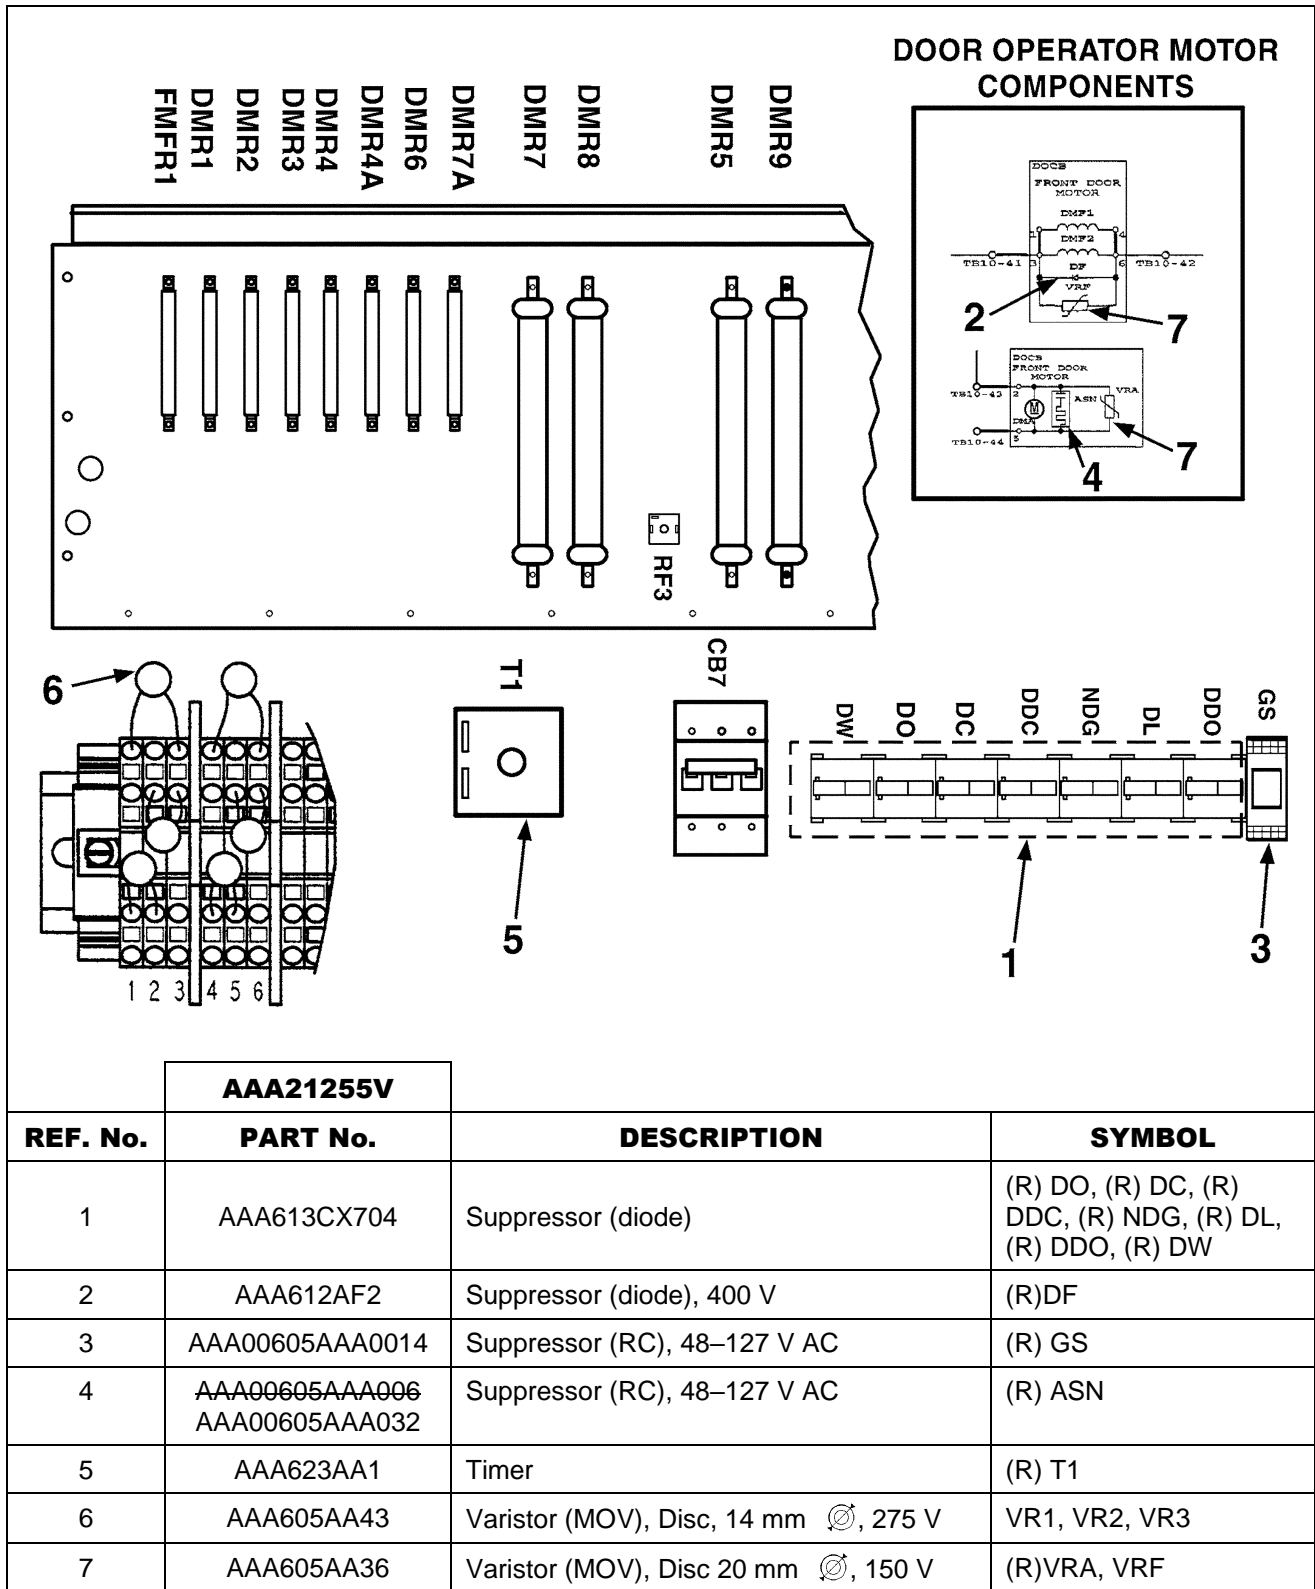 DOOR OPERATOR MOTOR
COMPONENTS
FMFR1
DMR1
DMR2
DMR3
DMR4
DMR4A
DMR6
DMR7A
DMR7
DMR8
DMR5
DMR9
DOCB
FRONT DOOR
MOTOR
DMF1
1
4
DMF2
TB10-41
3
6
TB10-42
DF
VRF
2
7
DOCB
FRONT DOOR
MOTOR
TB10-43
2
ASN
VRA
M
DMA
TB10-44
5
4
7
RF3
6
T1
CB7
DW
DO
DC
DDC
NDG
DL
DDO
GS
5
1
3
1 2 3 4 5 6
AAA21255V
REF. No. PART No. DESCRIPTION SYMBOL
1 AAA613CX704 Suppressor (diode) (R) DO, (R) DC, (R)
DDC, (R) NDG, (R) DL,
(R) DDO, (R) DW
2 AAA612AF2 Suppressor (diode), 400 V (R)DF
3 AAA00605AAA0014 Suppressor (RC), 48–127 V AC (R) GS
4 AAA00605AAA006 Suppressor (RC), 48–127 V AC (R) ASN
AAA00605AAA032
5 AAA623AA1 Timer (R) T1
6 AAA605AA43 Varistor (MOV), Disc, 14 mm ⌀, 275 V VR1, VR2, VR3
7 AAA605AA36 Varistor (MOV), Disc 20 mm ⌀, 150 V (R)VRA, VRF